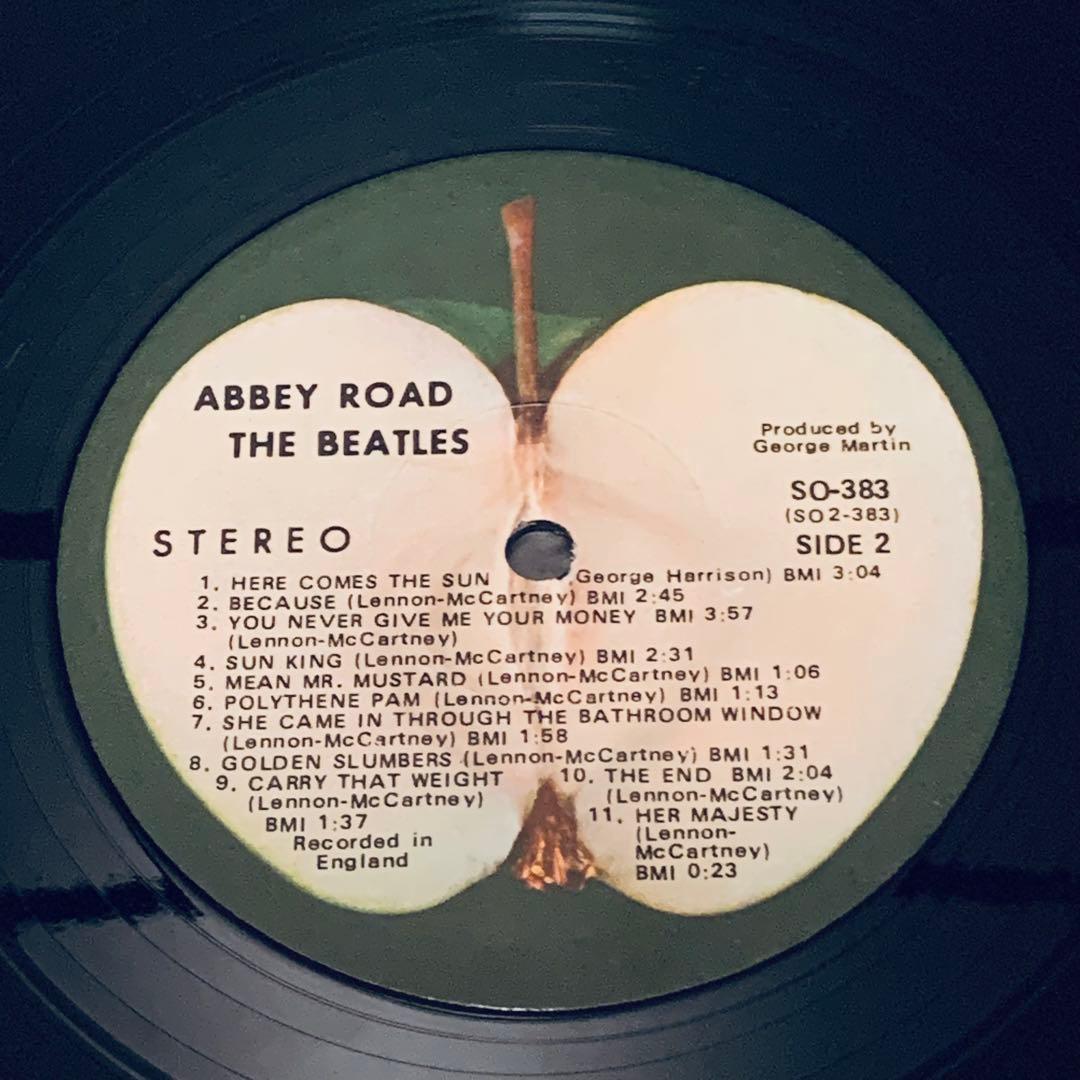 ABBEY ROAD
THE BEATLES
Produced by
George Martin
SO-383
(SO 2-383)
STEREO
SIDE 2
1. HERE COMES THE SUN George Harrison) BMI 3:04
2. BECAUSE (Lennon-McCartney) BMI 2:45
3. YOU NEVER GIVE ME YOUR MONEY BMI 3:57
(Lennon-McCartney)
4. SUN KING (Lennon-McCartney) BMI 2:31
5. MEAN MR. MUSTARD (Lennon-McCartney) BMI 1:06
6. POLYTHENE PAM (Lennon-McCartney) BMI 1:13
7. SHE CAME IN THROUGH THE BATHROOM WINDOW
(Lennon-McCartney) BMI 1:58
8. GOLDEN SLUMBERS (Lennon-McCartney) BMI 1:31
9. CARRY THAT WEIGHT
(Lennon-McCartney)
BMI 1:37
10. THE END BMI 2:04
(Lennon-McCartney)
11. HER MAJESTY
(Lennon-
McCartney)
BMI 0:23
Recorded in
England